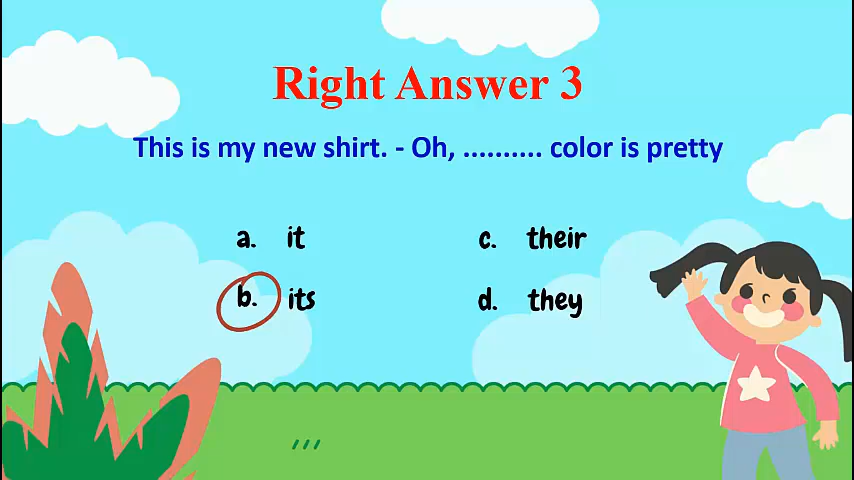 Right Answer 3
This is my new shirt. - Oh, .......... color is pretty
a. it
b. its
c. their
d. they